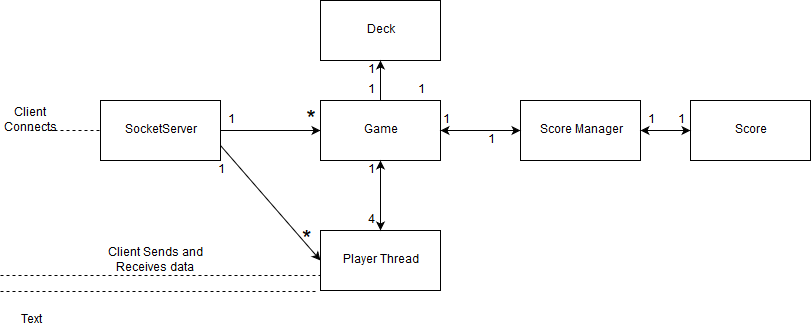 Deck
1
1
1
Client
Connects
SocketServer
1
*
Game
1
1
Score Manager
1
1
Score
1
1
4
*
Client Sends and
Receives data
Player Thread
Text